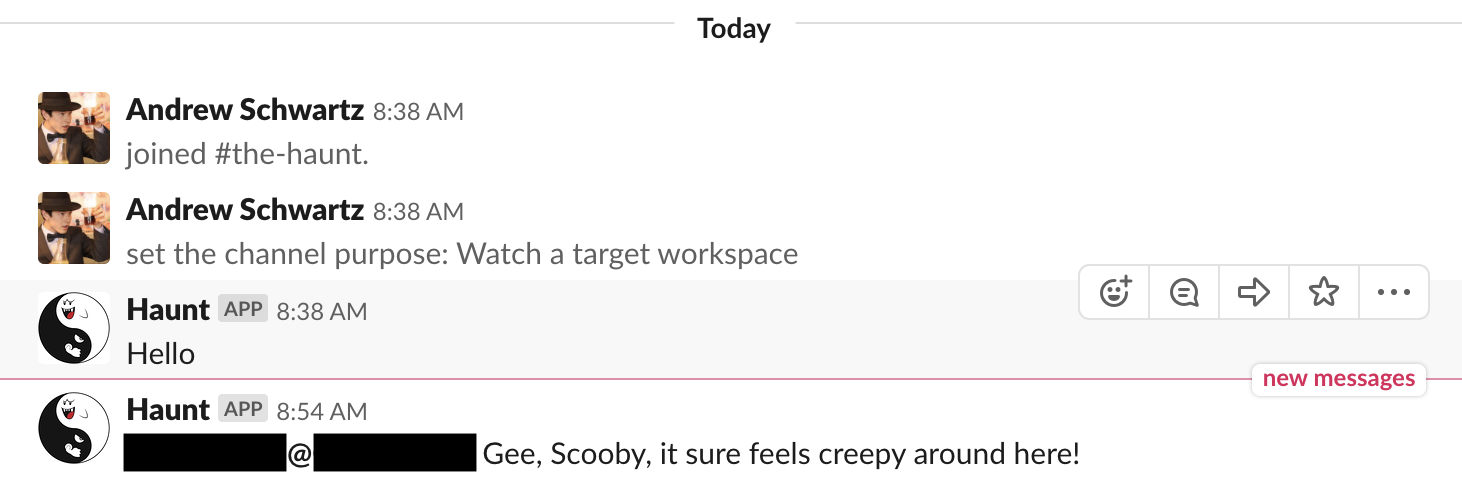 Today
Andrew Schwartz 8:38 AM
joined #the-haunt.
Andrew Schwartz 8:38 AM
set the channel purpose: Watch a target workspace
Haunt APP 8:38 AM
Hello
new messages
Haunt APP 8:54 AM
@ Gee, Scooby, it sure feels creepy around here!